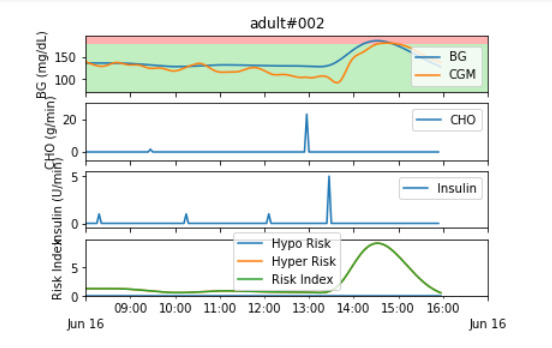 adult#002
BG (mg/dL)
150
100
BG
CGM
CHO (g/min)
20
0
CHO
Insulin (U/min)
5
0
Insulin
Risk Index
5
0
Hypo Risk
Hyper Risk
Risk Index
09:00 10:00 11:00 12:00 13:00 14:00 15:00 16:00
Jun 16 Jun 16